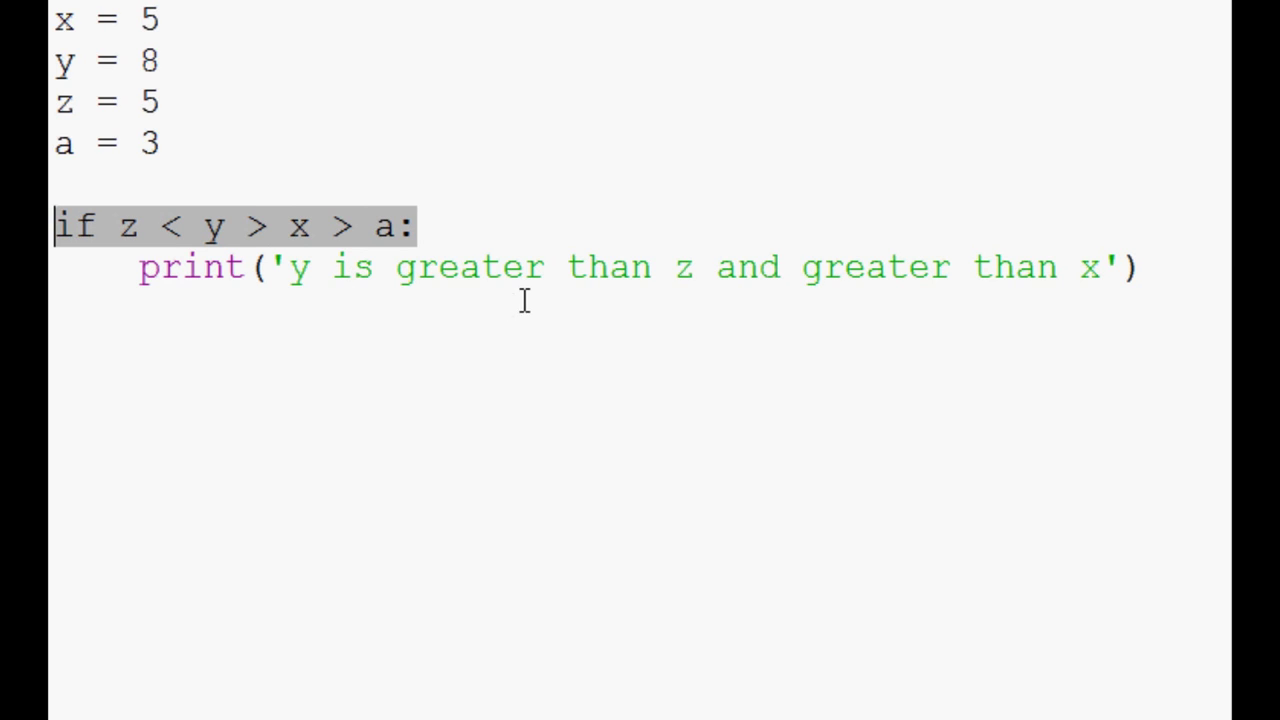 x = 5
y = 8
z = 5
a = 3
if z < y > x > a:
    print('y is greater than z and greater than x')